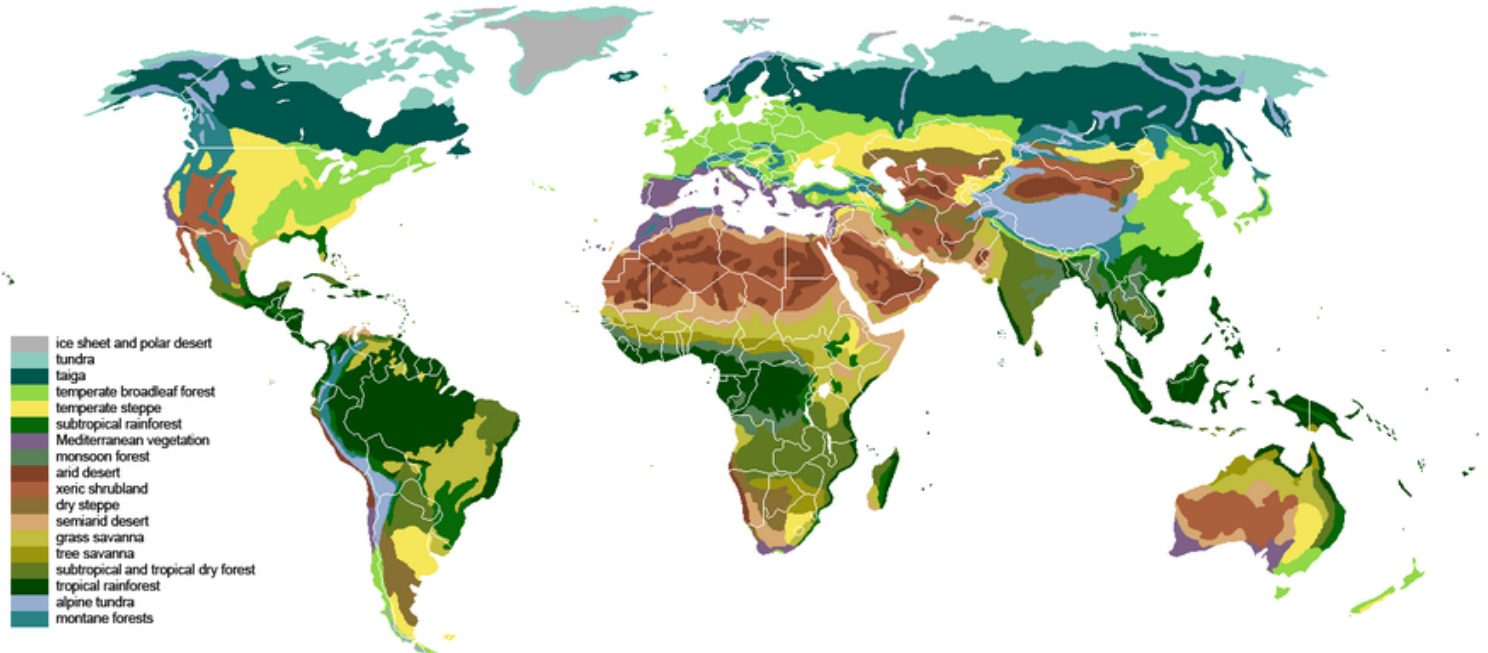 ice sheet and polar desert
tundra
taiga
temperate broadleaf forest
temperate steppe
subtropical rainforest
Mediterranean vegetation
monsoon forest
arid desert
xeric shrubland
dry steppe
semiarid desert
grass savanna
tree savanna
subtropical and tropical dry forest
tropical rainforest
alpine tundra
montane forests